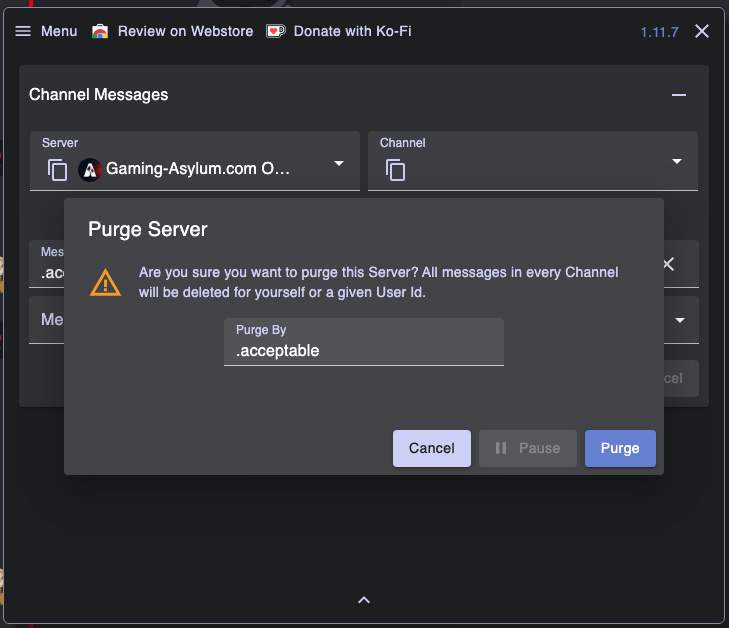 Menu Review on Webstore Donate with Ko-Fi 1.11.7
Channel Messages
Server Channel
Gaming-Asylum.com O...
Purge Server
Mes
.ac
Are you sure you want to purge this Server? All messages in every Channel
will be deleted for yourself or a given User Id.
Purge By
Me
.acceptable
cel
Cancel Pause Purge